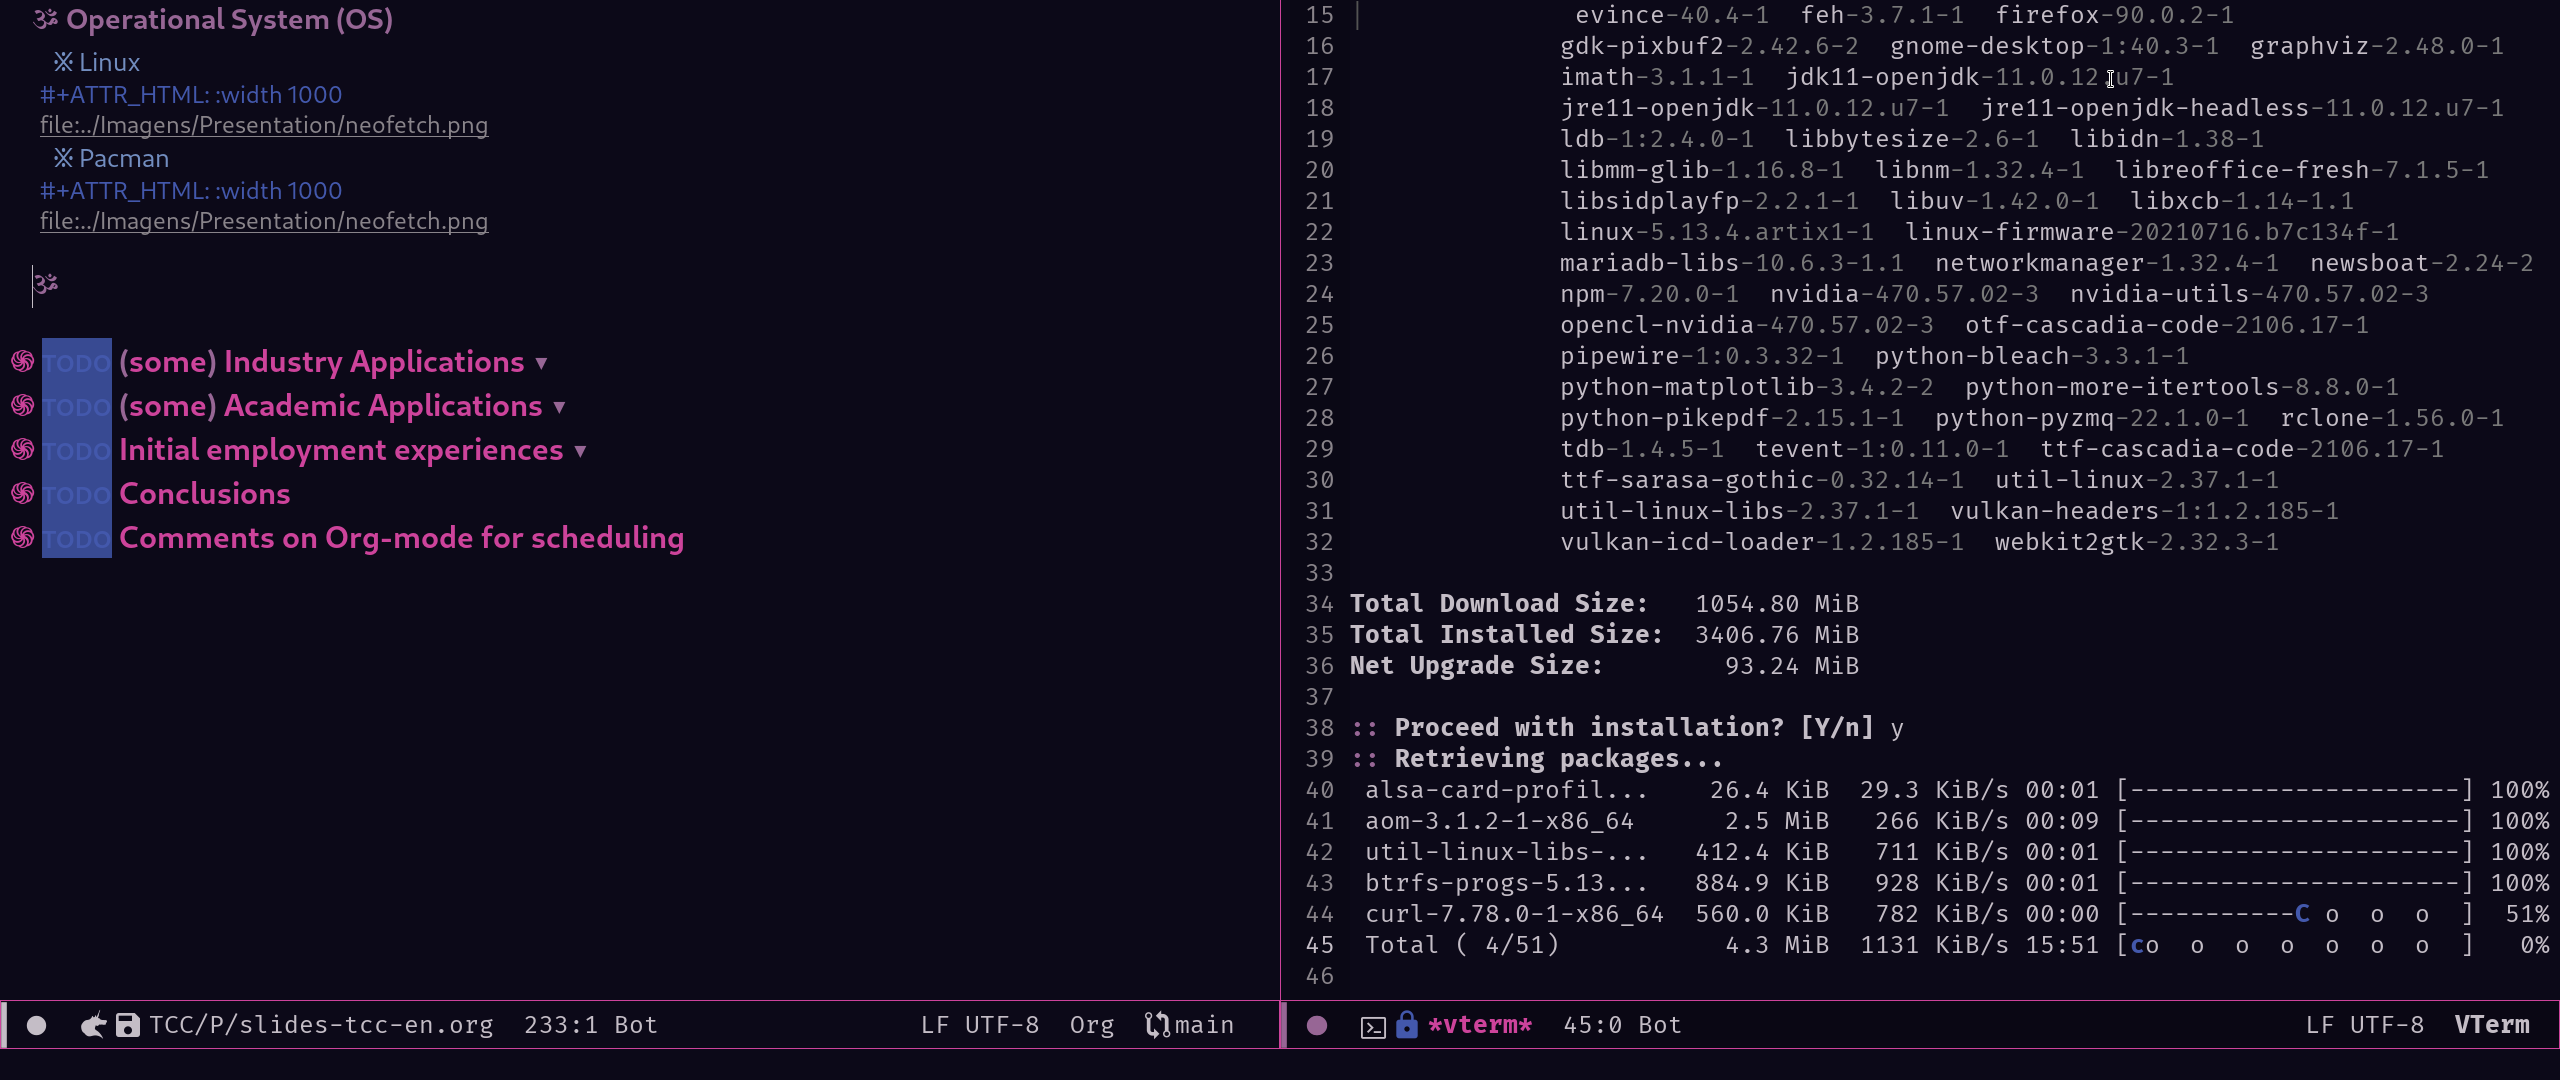 ॐ Operational System (OS)
※ Linux
#+ATTR_HTML: :width 1000
file:../Imagens/Presentation/neofetch.png
※ Pacman
#+ATTR_HTML: :width 1000
file:../Imagens/Presentation/neofetch.png
ॐ
TODO (some) Industry Applications ▾
TODO (some) Academic Applications ▾
TODO Initial employment experiences ▾
TODO Conclusions
TODO Comments on Org-mode for scheduling
TCC/P/slides-tcc-en.org 233:1 Bot LF UTF-8 Org main
15 evince-40.4-1 feh-3.7.1-1 firefox-90.0.2-1
16 gdk-pixbuf2-2.42.6-2 gnome-desktop-1:40.3-1 graphviz-2.48.0-1
17 imath-3.1.1-1 jdk11-openjdk-11.0.12.u7-1
18 jre11-openjdk-11.0.12.u7-1 jre11-openjdk-headless-11.0.12.u7-1
19 ldb-1:2.4.0-1 libbytesize-2.6-1 libidn-1.38-1
20 libmm-glib-1.16.8-1 libnm-1.32.4-1 libreoffice-fresh-7.1.5-1
21 libsidplayfp-2.2.1-1 libuv-1.42.0-1 libxcb-1.14-1.1
22 linux-5.13.4.artix1-1 linux-firmware-20210716.b7c134f-1
23 mariadb-libs-10.6.3-1.1 networkmanager-1.32.4-1 newsboat-2.24-2
24 npm-7.20.0-1 nvidia-470.57.02-3 nvidia-utils-470.57.02-3
25 opencl-nvidia-470.57.02-3 otf-cascadia-code-2106.17-1
26 pipewire-1:0.3.32-1 python-bleach-3.3.1-1
27 python-matplotlib-3.4.2-2 python-more-itertools-8.8.0-1
28 python-pikepdf-2.15.1-1 python-pyzmq-22.1.0-1 rclone-1.56.0-1
29 tdb-1.4.5-1 tevent-1:0.11.0-1 ttf-cascadia-code-2106.17-1
30 ttf-sarasa-gothic-0.32.14-1 util-linux-2.37.1-1
31 util-linux-libs-2.37.1-1 vulkan-headers-1:1.2.185-1
32 vulkan-icd-loader-1.2.185-1 webkit2gtk-2.32.3-1
33
34 Total Download Size: 1054.80 MiB
35 Total Installed Size: 3406.76 MiB
36 Net Upgrade Size: 93.24 MiB
37
38 :: Proceed with installation? [Y/n] y
39 :: Retrieving packages...
40 alsa-card-profil... 26.4 KiB 29.3 KiB/s 00:01 [----------------------] 100%
41 aom-3.1.2-1-x86_64 2.5 MiB 266 KiB/s 00:09 [----------------------] 100%
42 util-linux-libs-... 412.4 KiB 711 KiB/s 00:01 [----------------------] 100%
43 btrfs-progs-5.13... 884.9 KiB 928 KiB/s 00:01 [----------------------] 100%
44 curl-7.78.0-1-x86_64 560.0 KiB 782 KiB/s 00:00 [-----------C o  o  o  ] 51%
45 Total ( 4/51) 4.3 MiB 1131 KiB/s 15:51 [co  o  o  o  o  o  o  ] 0%
46
*vterm* 45:0 Bot LF UTF-8 VTerm